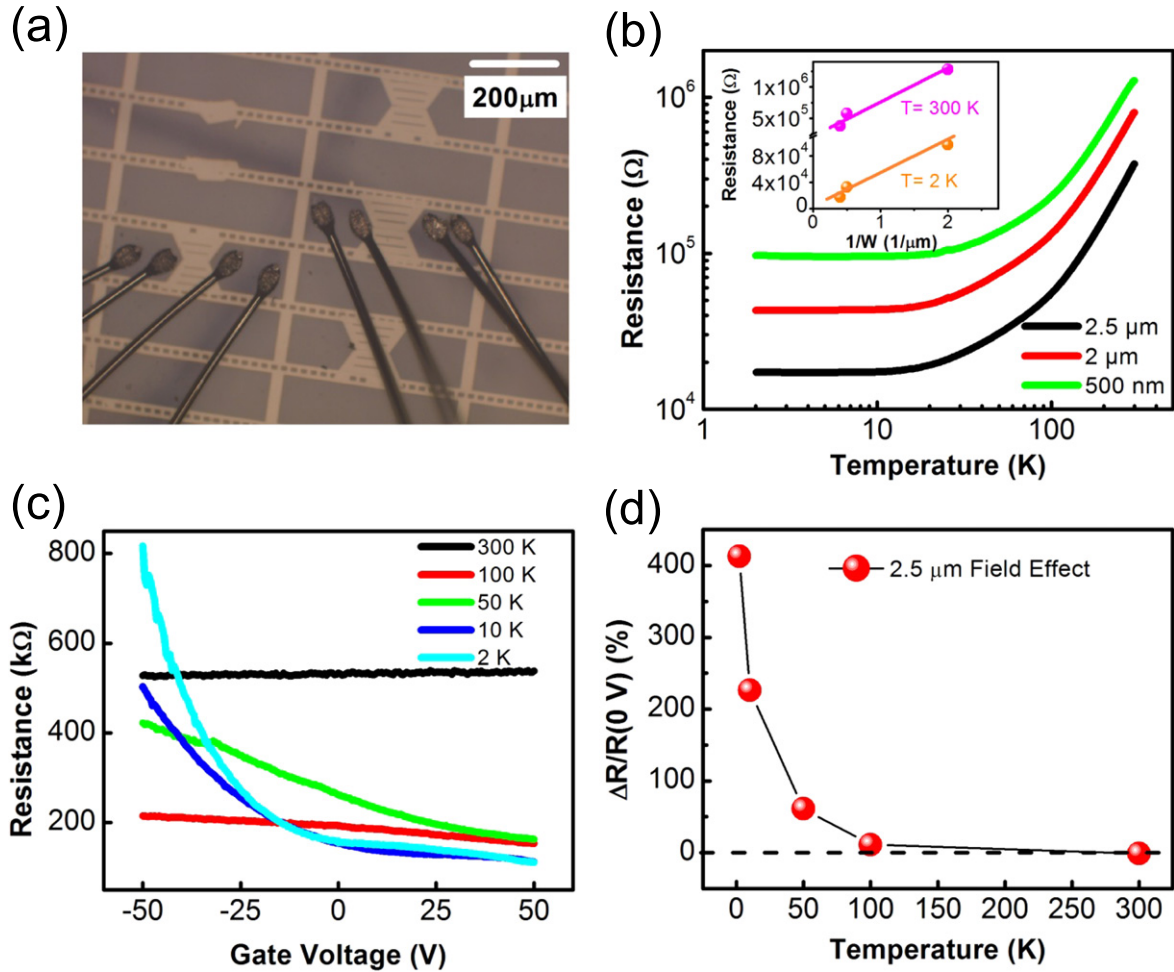 (a)
200μm
(b)
Resistance (Ω)
10⁶
10⁵
10⁴
1
10
100
Temperature (K)
2.5 μm
2 μm
500 nm
Resistance (Ω)
1x10⁶
5x10⁵
8x10⁴
4x10⁴
0
T= 300 K
T= 2 K
0
1
2
1/W (1/μm)
(c)
Resistance (kΩ)
800
600
400
200
-50
-25
0
25
50
Gate Voltage (V)
300 K
100 K
50 K
10 K
2 K
(d)
ΔR/R(0 V) (%)
400
300
200
100
0
2.5 μm Field Effect
0
50
100
150
200
250
300
Temperature (K)